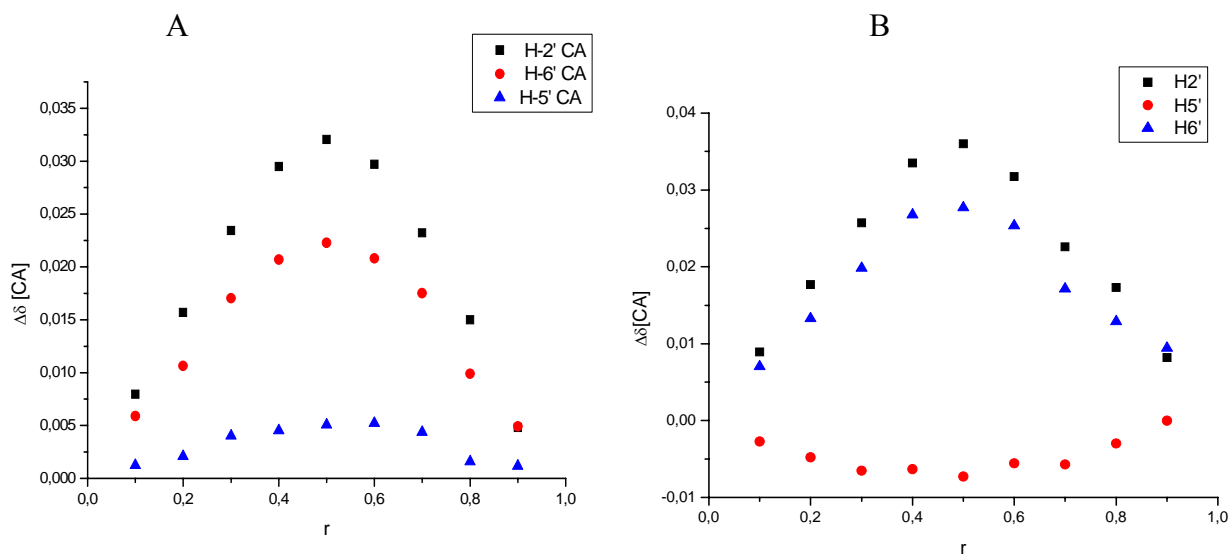 A
H-2' CA
H-6' CA
H-5' CA
0,035
0,030
0,025
0,020
0,015
0,010
0,005
0,000
Δδ [CA]
0,0 0,2 0,4 0,6 0,8 1,0
r
B
H2'
H5'
H6'
0,04
0,03
0,02
0,01
0,00
-0,01
Δδ[CA]
0,0 0,2 0,4 0,6 0,8 1,0
r